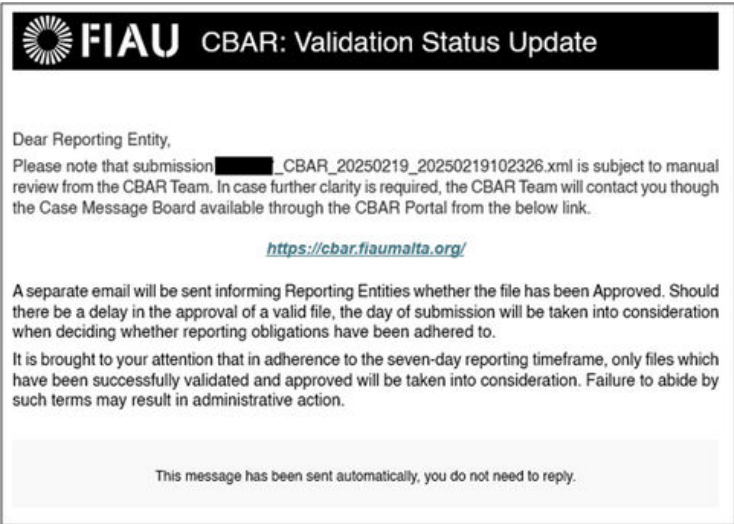 FIAU CBAR: Validation Status Update
Dear Reporting Entity,
Please note that submission _CBAR_20250219_20250219102326.xml is subject to manual
review from the CBAR Team. In case further clarity is required, the CBAR Team will contact you though
the Case Message Board available through the CBAR Portal from the below link.
https://cbar.fiaumalta.org/
A separate email will be sent informing Reporting Entities whether the file has been Approved. Should
there be a delay in the approval of a valid file, the day of submission will be taken into consideration
when deciding whether reporting obligations have been adhered to.
It is brought to your attention that in adherence to the seven-day reporting timeframe, only files which
have been successfully validated and approved will be taken into consideration. Failure to abide by
such terms may result in administrative action.
This message has been sent automatically, you do not need to reply.